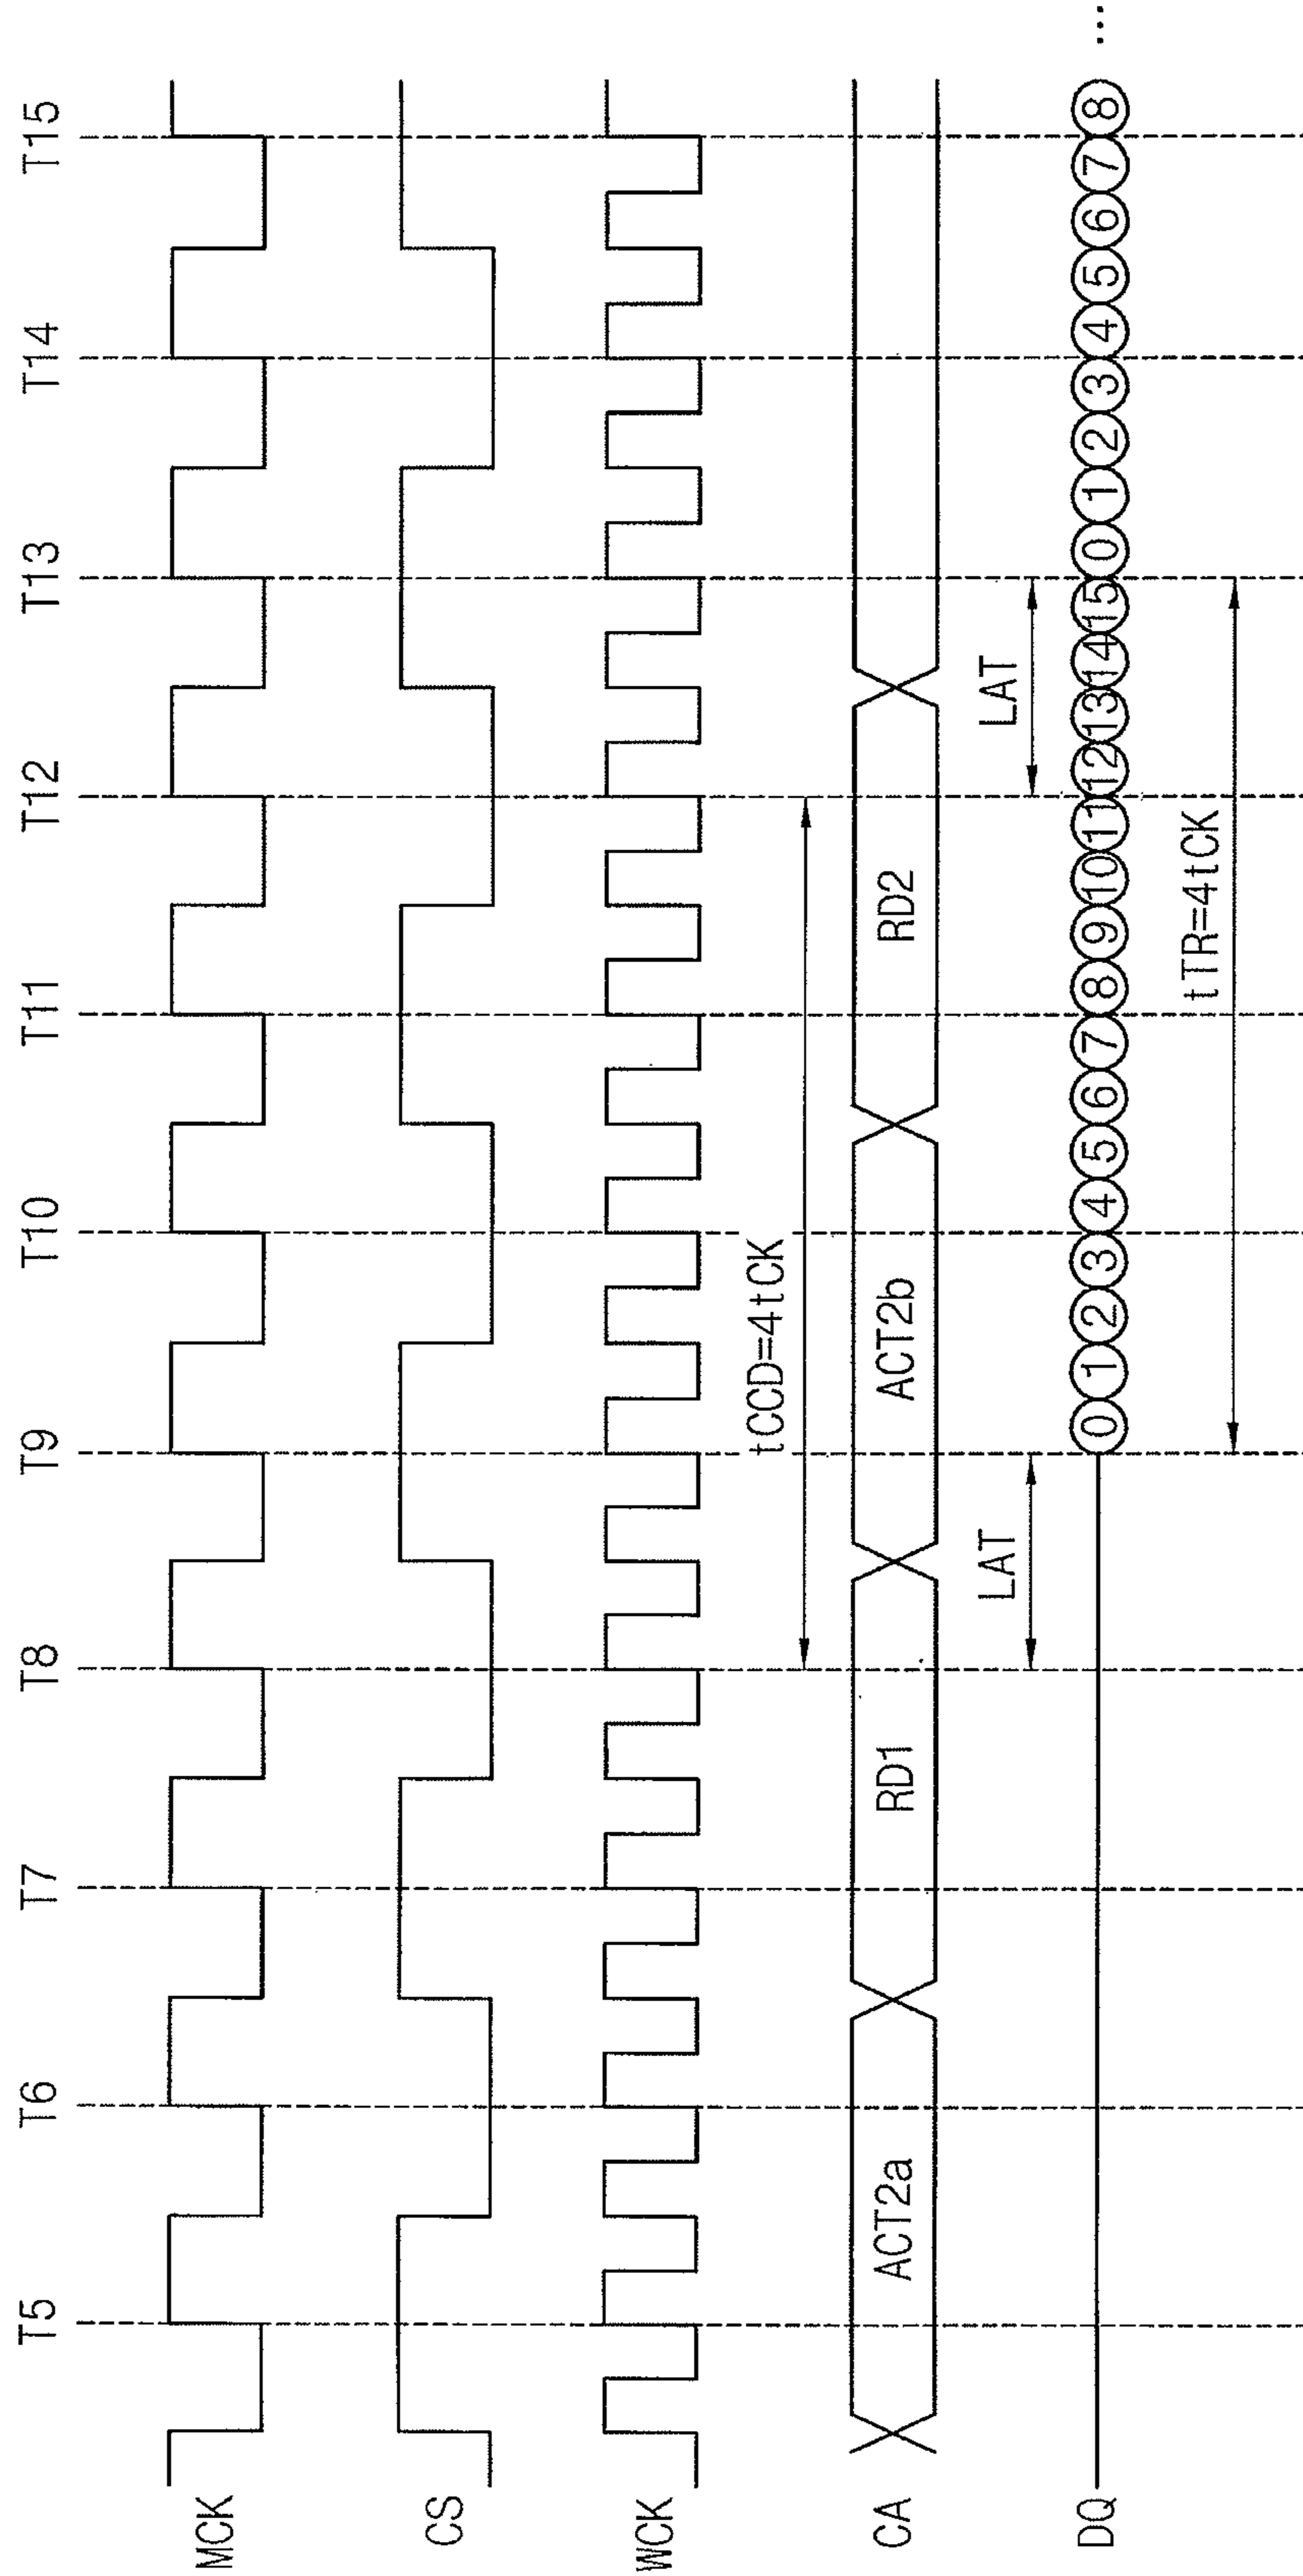 T5 T6 T7 T8 T9 T10 T11 T12 T13 T14 T15
MCK
CS
WCK
tCCD=4tCK
CA ACT2a RD1 ACT2b RD2
LAT LAT
DQ 0 1 2 3 4 5 6 7 8 9 10 11 12 13 14 15 0 1 2 3 4 5 6 7 8 ...
tTR=4tCK